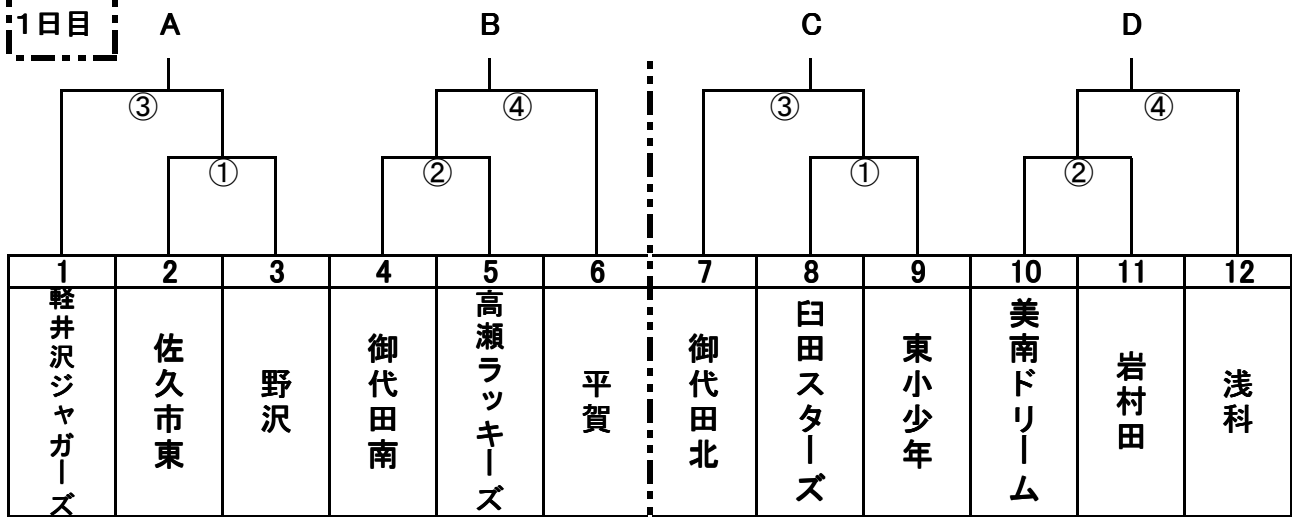 1日目 A B C D
③ ④ ③ ④
① ② ① ②
1 2 3 4 5 6 7 8 9 10 11 12
軽井沢ジャガーズ
佐久市東
野沢
御代田南
高瀬ラッキーズ
平賀
御代田北
臼田スターズ
東小少年
美南ドリーム
岩村田
浅科